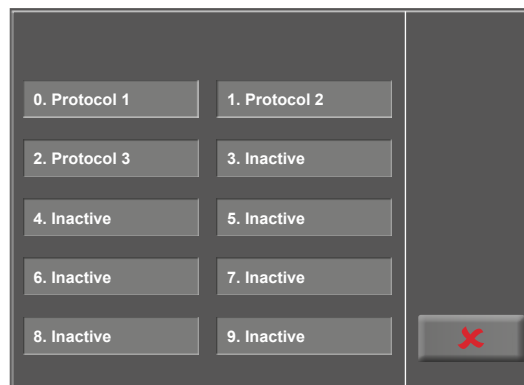 0. Protocol 1
1. Protocol 2
2. Protocol 3
3. Inactive
4. Inactive
5. Inactive
6. Inactive
7. Inactive
8. Inactive
9. Inactive